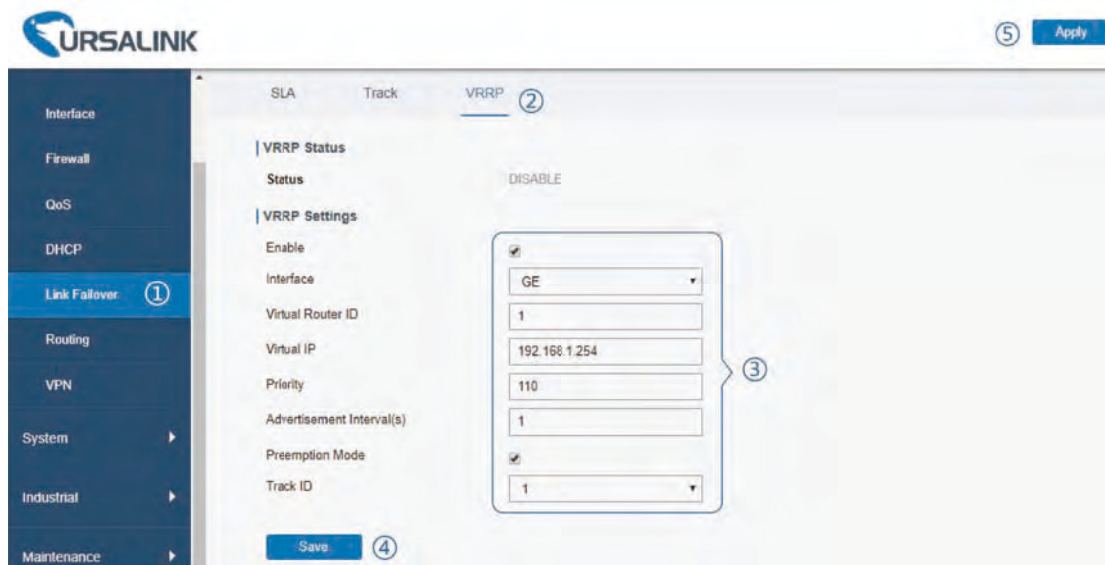 URSALINK
⑤ Apply
SLA Track VRRP ②
Interface
Firewall
QoS
DHCP
Link Failover ①
Routing
VPN
System
Industrial
Maintenance
VRRP Status
Status DISABLE
VRRP Settings
Enable
Interface GE
Virtual Router ID 1
Virtual IP 192.168.1.254
Priority 110
Advertisement Interval(s) 1
Preemption Mode
Track ID 1
③
Save ④